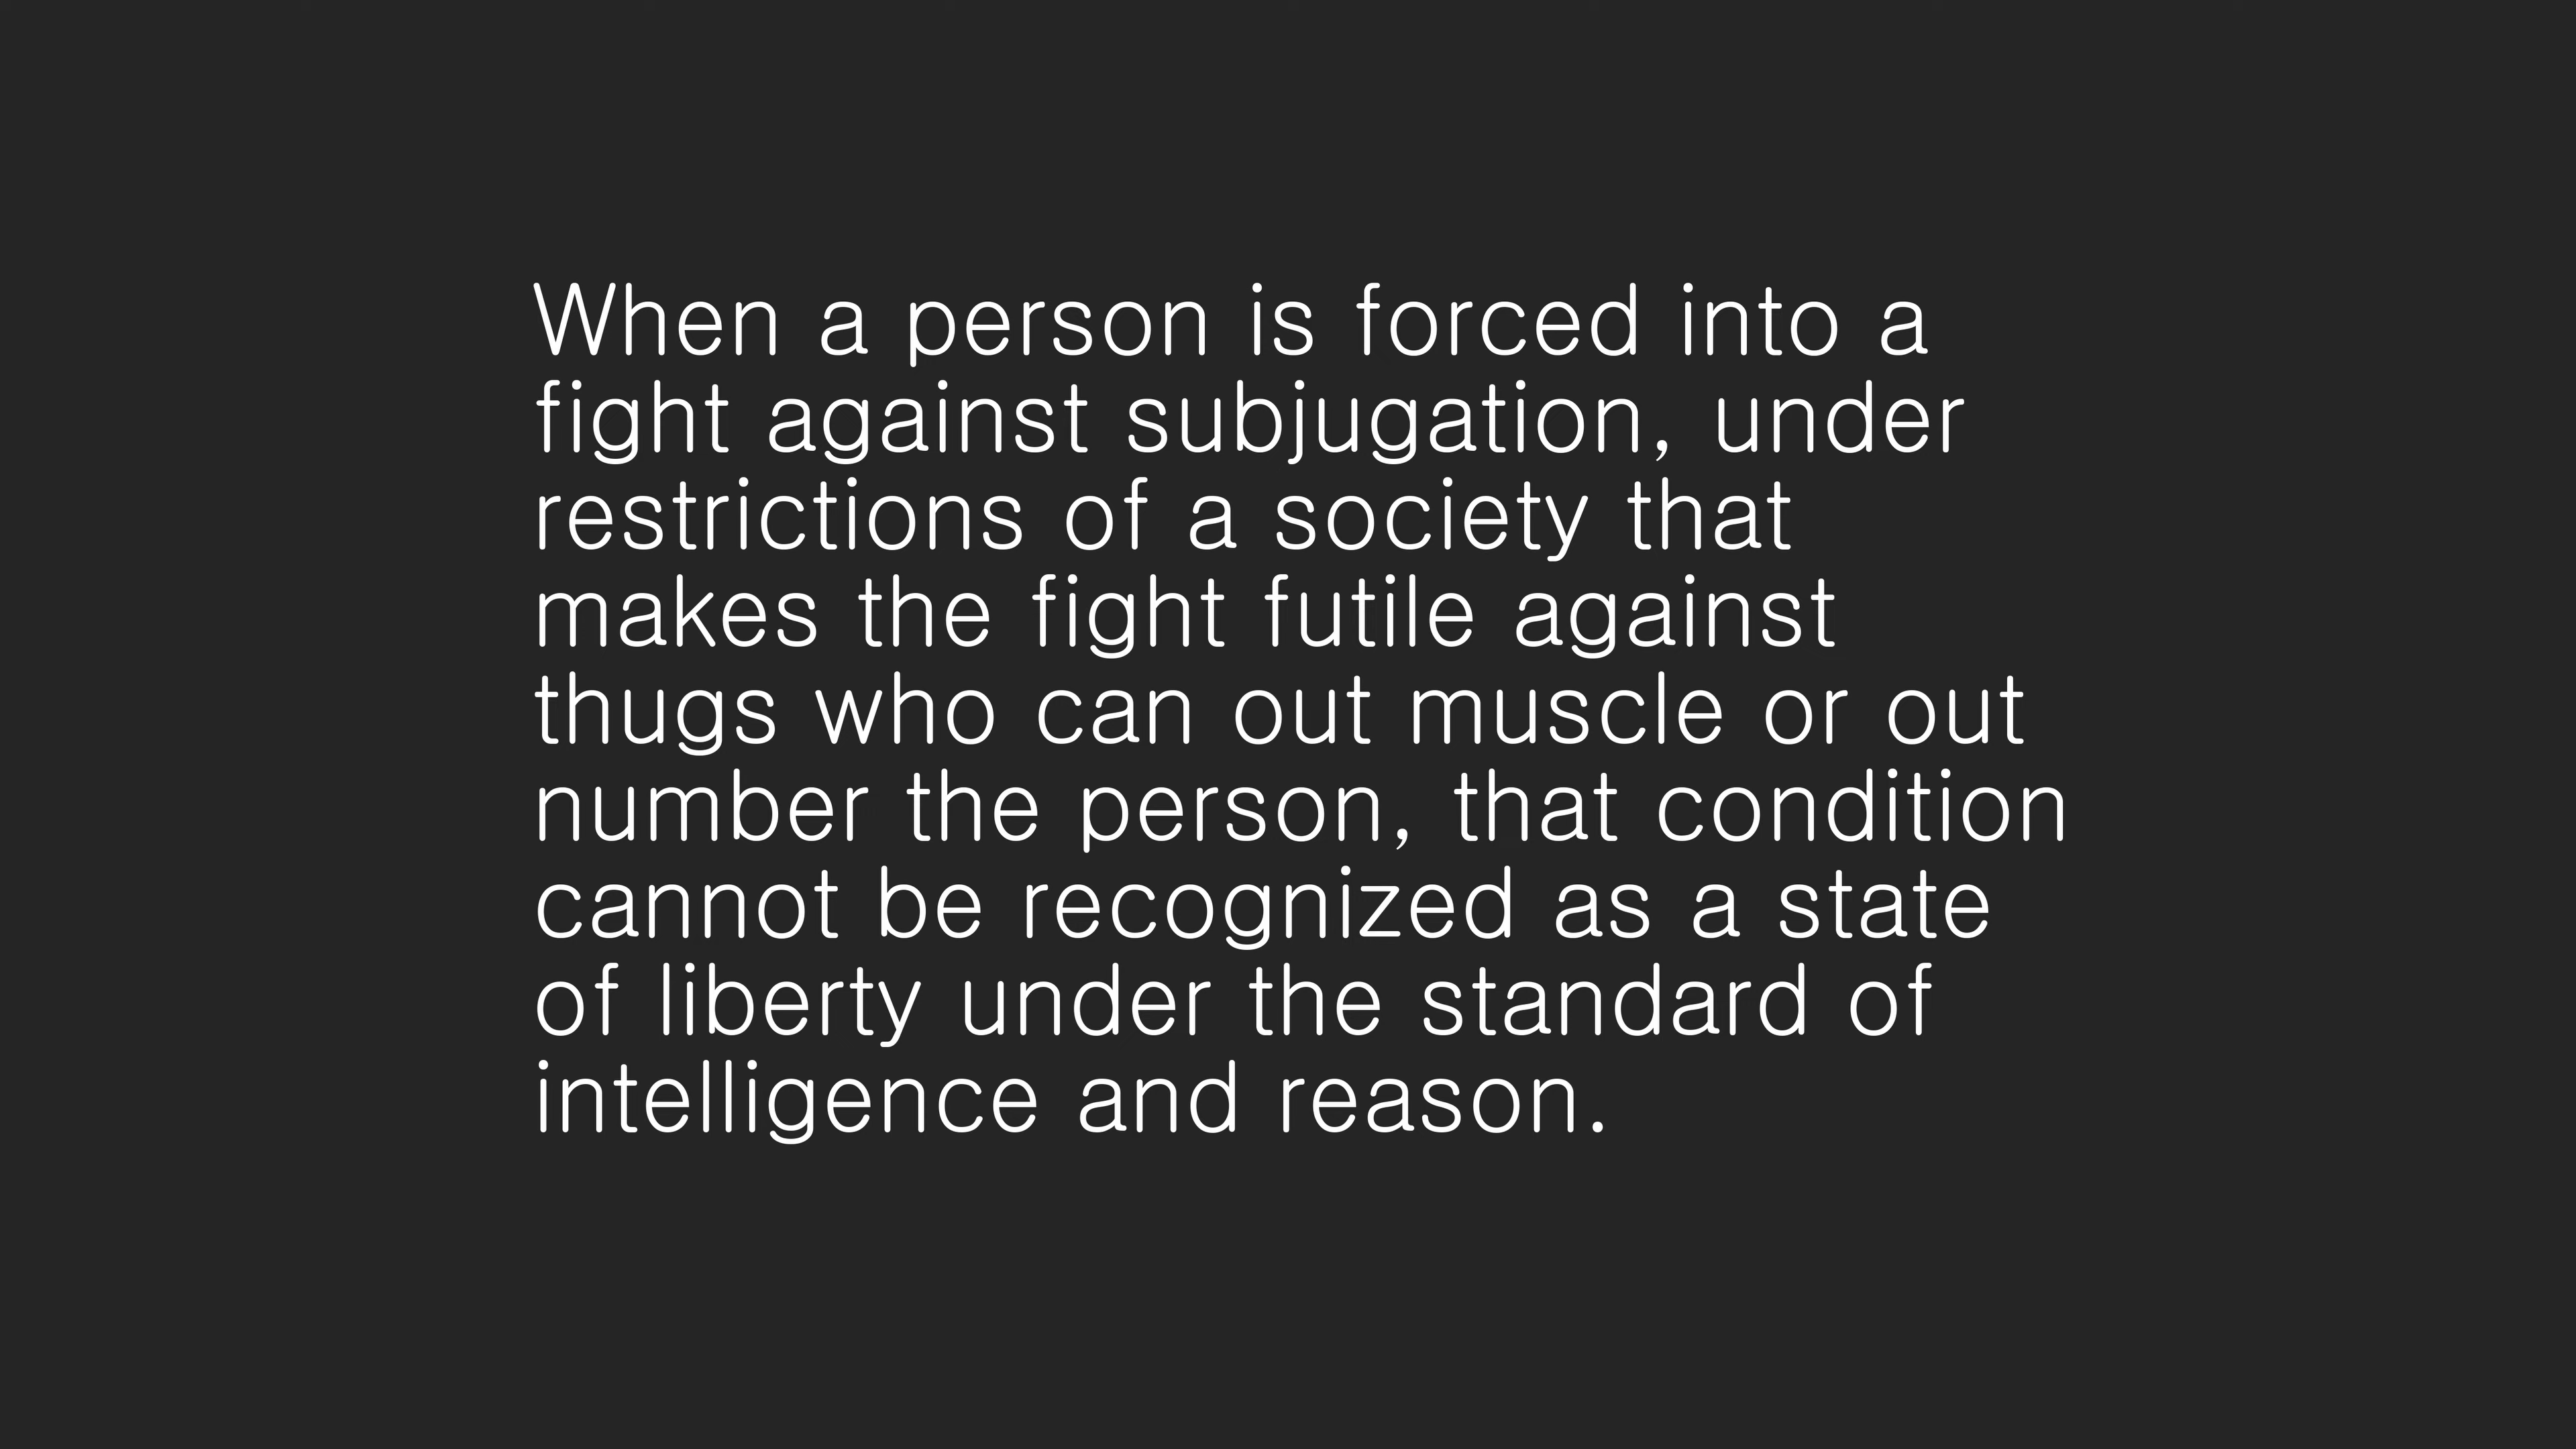 When a person is forced into a
fight against subjugation, under
restrictions of a society that
makes the fight futile against
thugs who can out muscle or out
number the person, that condition
cannot be recognized as a state
of liberty under the standard of
intelligence and reason.